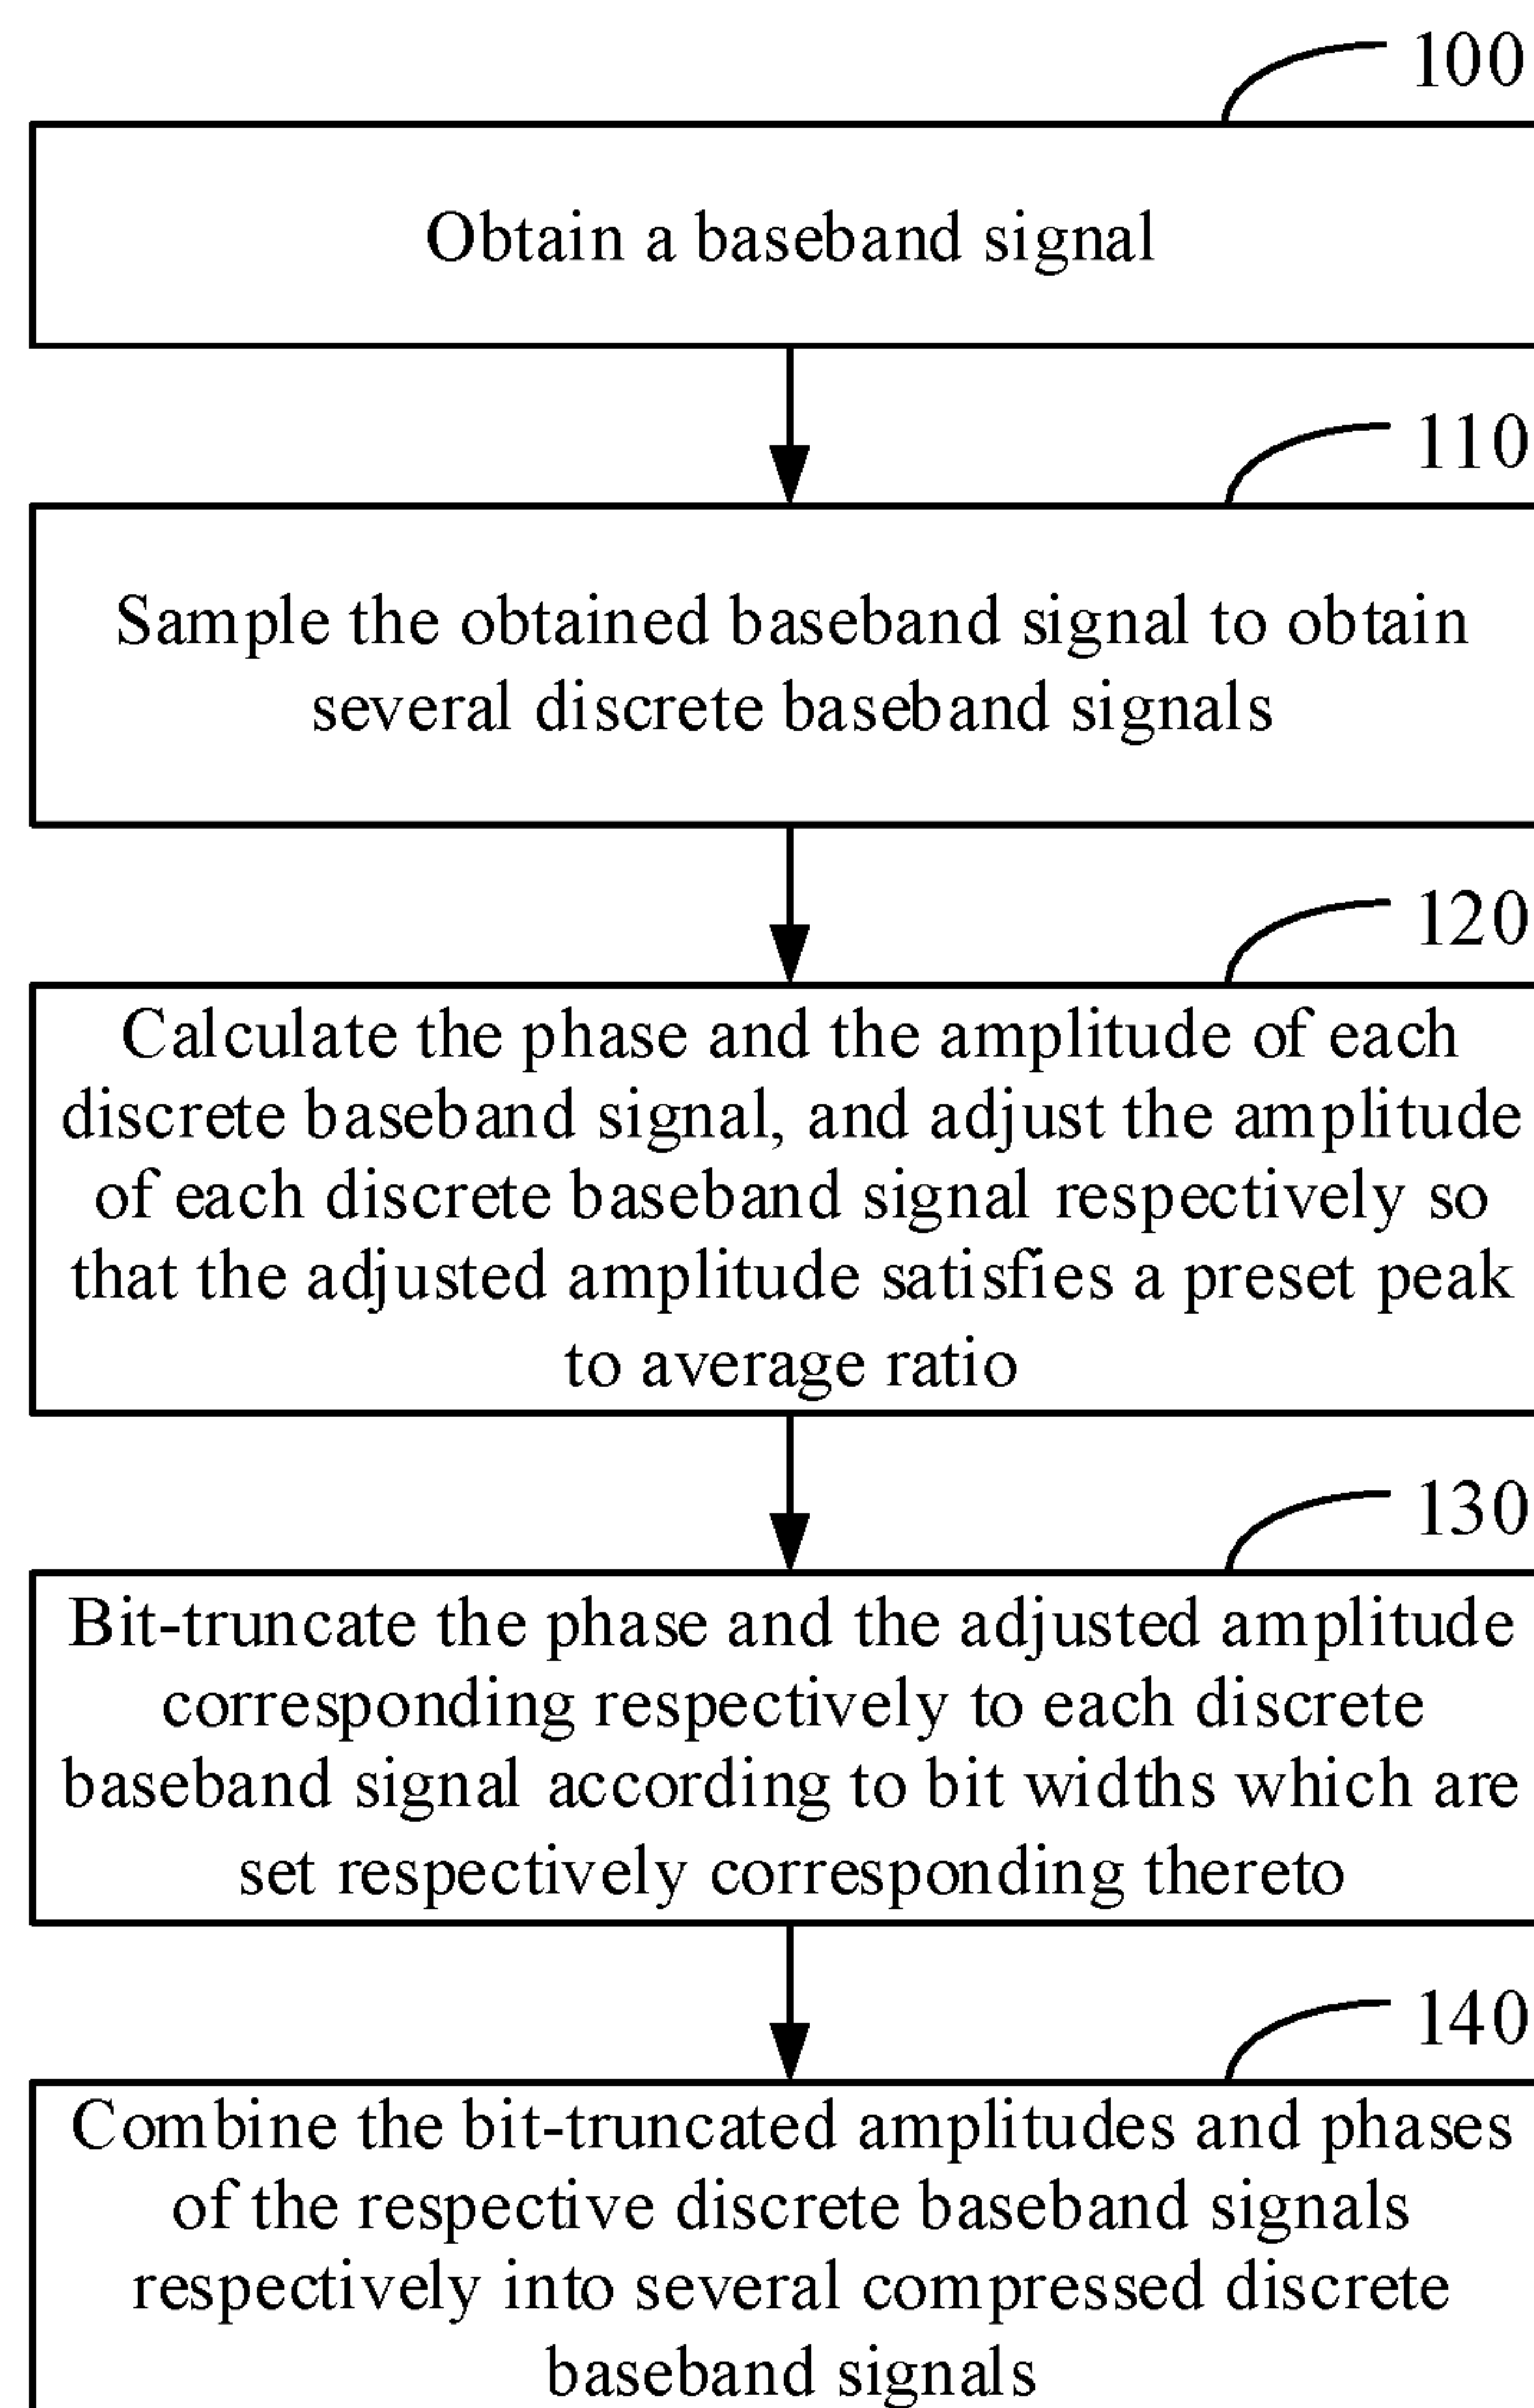 100
Obtain a baseband signal
110
Sample the obtained baseband signal to obtain
several discrete baseband signals
120
Calculate the phase and the amplitude of each
discrete baseband signal, and adjust the amplitude
of each discrete baseband signal respectively so
that the adjusted amplitude satisfies a preset peak
to average ratio
130
Bit-truncate the phase and the adjusted amplitude
corresponding respectively to each discrete
baseband signal according to bit widths which are
set respectively corresponding thereto
140
Combine the bit-truncated amplitudes and phases
of the respective discrete baseband signals
respectively into several compressed discrete
baseband signals